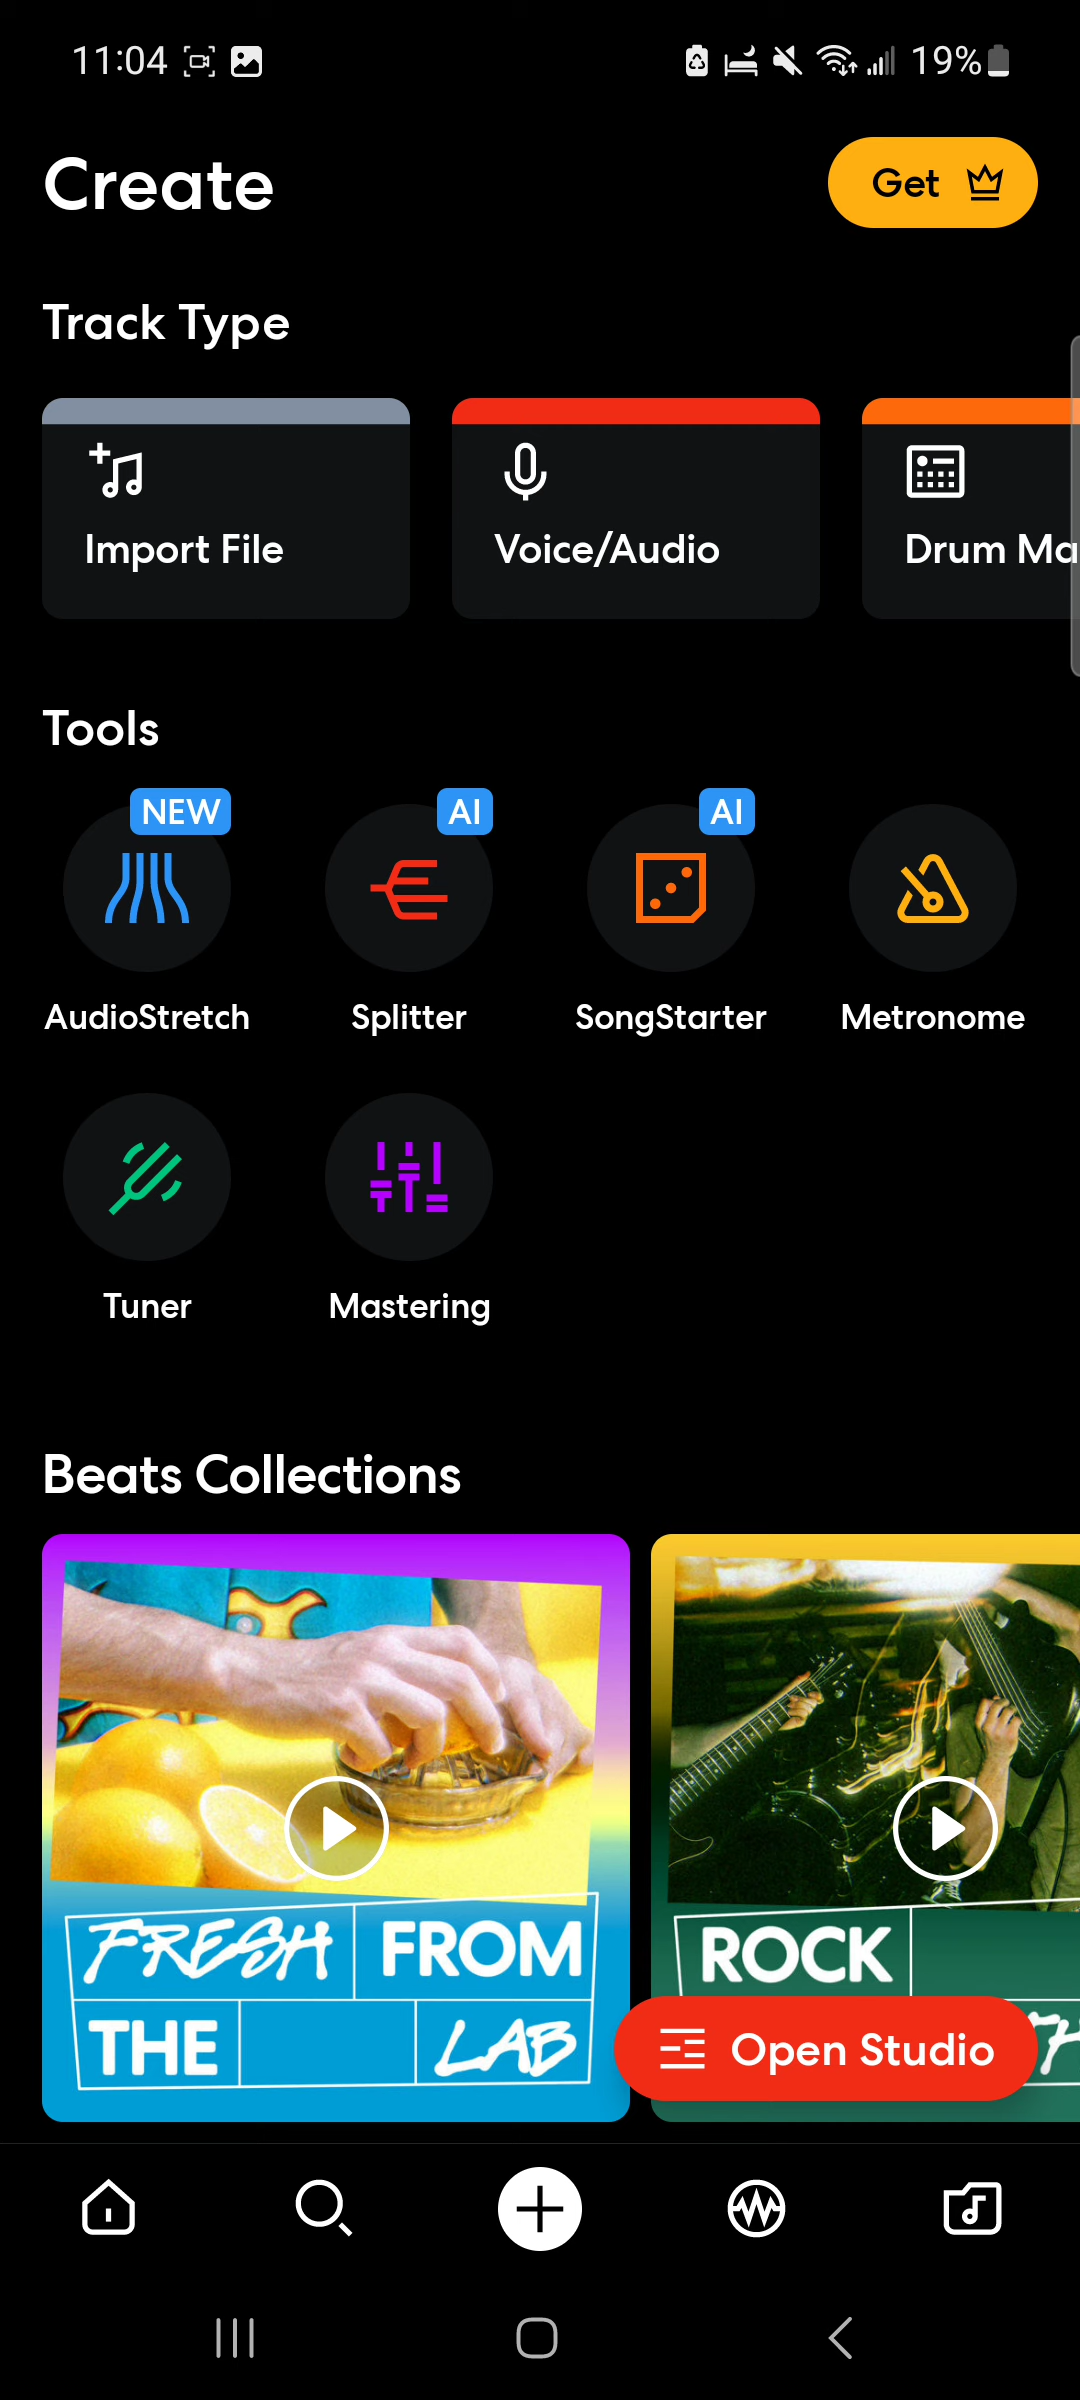 11:04 19%
Create
Get
Track Type
Import File
Voice/Audio
Drum Ma
Tools
NEW
AI
AI
AudioStretch
Splitter
SongStarter
Metronome
Tuner
Mastering
Beats Collections
FRESH FROM
THE LAB
ROCK
Open Studio